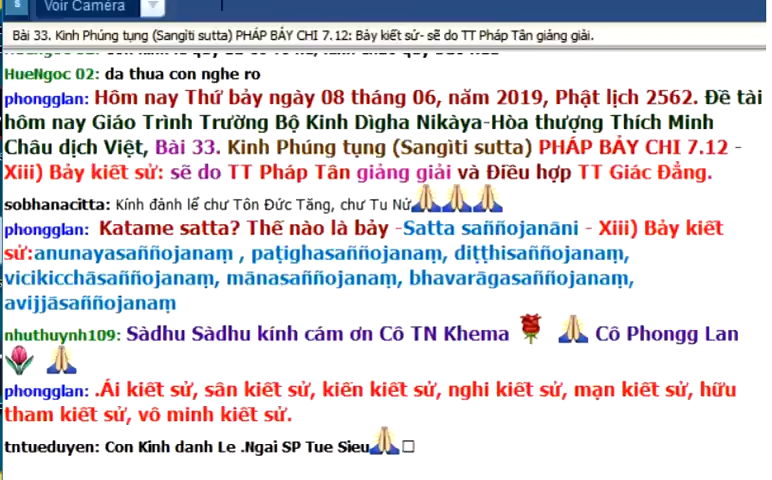 s Voir Caméra
Bài 33. Kinh Phúng tụng (Sangìti sutta) PHÁP BẢY CHI 7.12: Bảy kiết sử- sẽ do TT Pháp Tân giảng giải.
HueNgoc 02: da thua con nghe ro
phongglan: Hôm nay Thứ bảy ngày 08 tháng 06, năm 2019, Phật lịch 2562. Đề tài
hôm nay Giáo Trình Trường Bộ Kinh Dìgha Nikàya-Hòa thượng Thích Minh
Châu dịch Việt, Bài 33. Kinh Phúng tụng (Sangìti sutta) PHÁP BẢY CHI 7.12 -
Xiii) Bảy kiết sử: sẽ do TT Pháp Tân giảng giải và Điều hợp TT Giác Đẳng.
sobhanacitta: Kính đảnh lể chư Tôn Đức Tăng, chư Tu Nữ
phongglan: Katame satta? Thế nào là bảy -Satta saññojanāni - Xiii) Bảy kiết
sử:anunayasaññojanaṃ , paṭighasaññojanaṃ, diṭṭhisaññojanaṃ,
vicikicchāsaññojanaṃ, mānasaññojanaṃ, bhavarāgasaññojanaṃ,
avijjāsaññojanaṃ
nhuthuynh109: Sàdhu Sàdhu kính cám ơn Cô TN Khema Cô Phongg Lan
phongglan: .Ái kiết sử, sân kiết sử, kiến kiết sử, nghi kiết sử, mạn kiết sử, hữu
tham kiết sử, vô minh kiết sử.
tntueduyen: Con Kinh danh Le .Ngai SP Tue Sieu